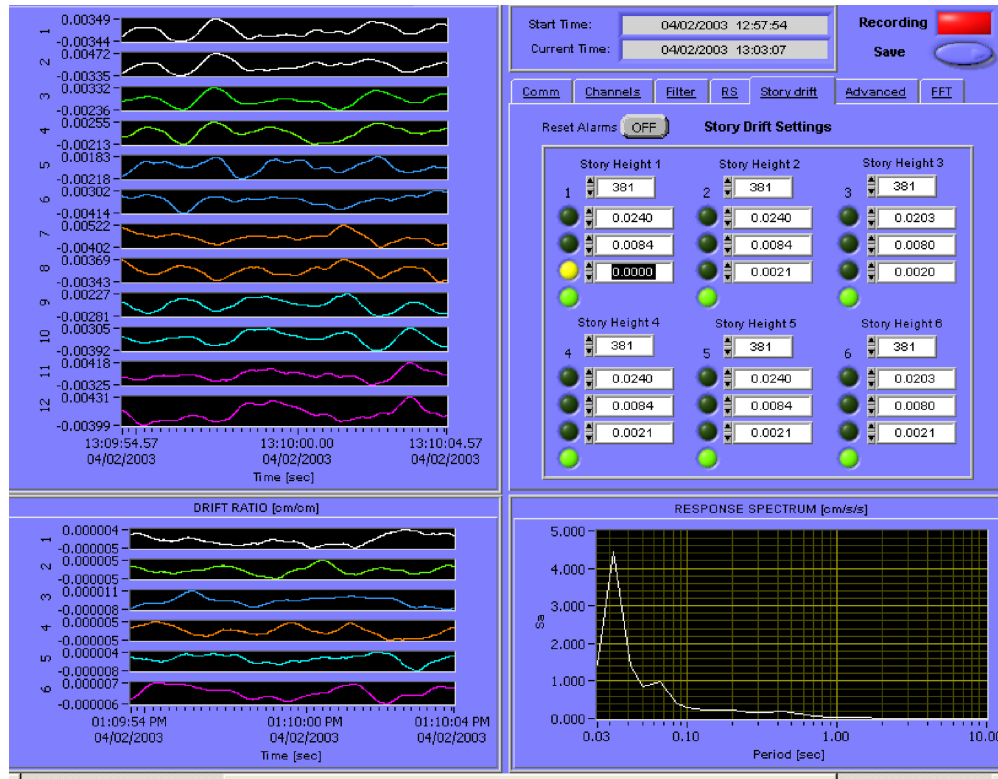 1 0.00349
-0.00344
2 0.00472
-0.00335
3 0.00332
-0.00236
4 0.00255
-0.00213
5 0.00183
-0.00218
6 0.00302
-0.00414
7 0.00522
-0.00402
8 0.00369
-0.00343
9 0.00227
-0.00281
10 0.00305
-0.00392
11 0.00418
-0.00325
12 0.00431
-0.00399
13:09:54.57 13:10:00.00 13:10:04.57
04/02/2003 04/02/2003 04/02/2003
Time [sec]
Start Time: 04/02/2003 12:57:54
Current Time: 04/02/2003 13:03:07
Recording
Save
Comm Channels Filter RS Story drift Advanced FFT
Reset Alarms OFF Story Drift Settings
Story Height 1 Story Height 2 Story Height 3
1 381 2 381 3 381
0.0240 0.0240 0.0203
0.0084 0.0084 0.0080
0.0000 0.0021 0.0020
Story Height 4 Story Height 5 Story Height 6
4 381 5 381 6 381
0.0240 0.0240 0.0203
0.0084 0.0084 0.0080
0.0021 0.0021 0.0021
DRIFT RATIO [cm/cm]
1 0.000004
-0.000005
2 0.000005
-0.000005
3 0.000011
-0.000008
4 0.000005
-0.000005
5 0.000004
-0.000008
6 0.000007
-0.000006
01:09:54 PM 01:10:00 PM 01:10:04 PM
04/02/2003 04/02/2003 04/02/2003
Time [sec]
RESPONSE SPECTRUM [cm/s/s]
5.000
4.000
3.000
Sa
2.000
1.000
0.000
0.03 0.10 1.00 10.00
Period [sec]